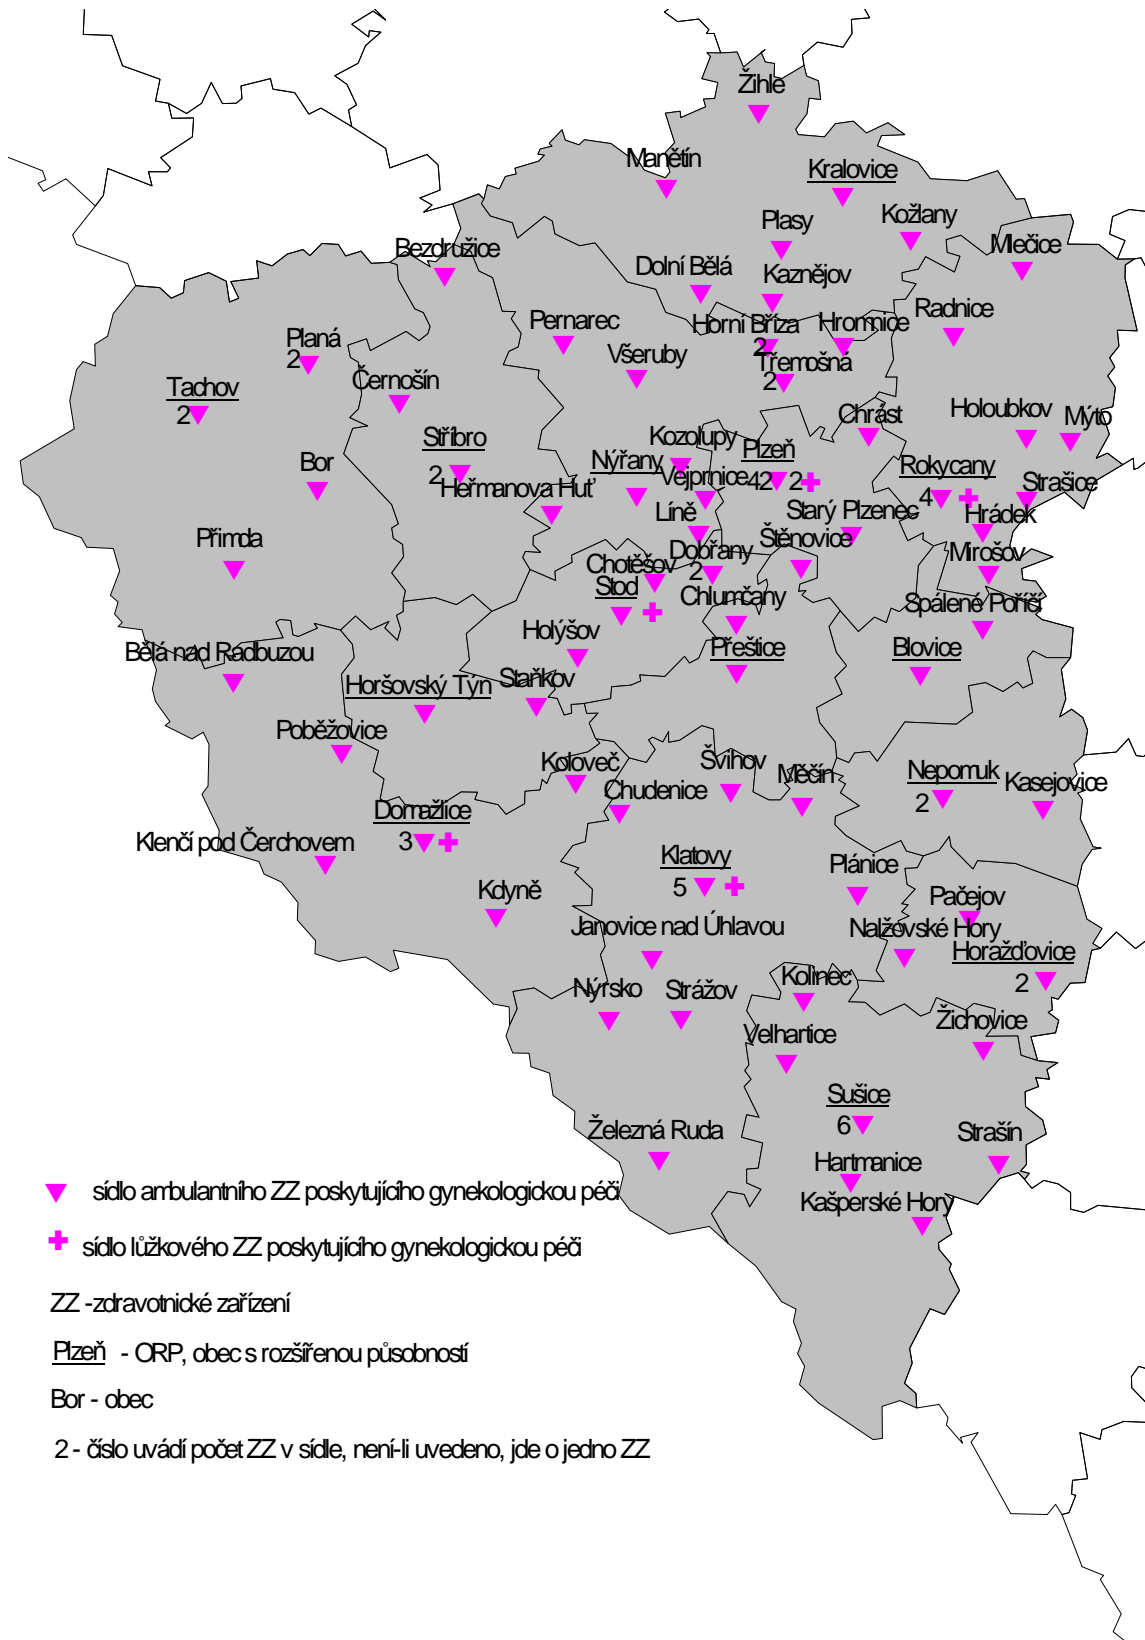 Žihle
Manětín
Kralovice
Kožlany
Plasy
Mlečice
Bezdružice
Dolní Bělá
Kaznějov
Radnice
Pernarec
Horní Bříza
2
Hromnice
Planá
2
Všeruby
Třemošná
2
Tachov
2
Černošín
Chrást
Holoubkov
Mýto
Stříbro
2
Kozolupy
Plzeň
42 2
Bor
Nýřany
Vejprnice
Rokycany
4
Strašice
Heřmanova Huť
Líně
Starý Plzenec
Hrádek
Přimda
Dobřany
2
Štěnovice
Mirošov
Chotěšov
Stod
Chlumčany
Spálené Poříčí
Holýšov
Přeštice
Blovice
Bělá nad Radbuzou
Horšovský Týn
Staňkov
Poběžovice
Koloveč
Švihov
Měčín
Nepomuk
2
Kasejovice
Chudenice
Domažlice
3
Klenčí pod Čerchovem
Klatovy
5
Plánice
Kdyně
Pačejov
Janovice nad Úhlavou
Nalžovské Hory
Horažďovice
2
Nýrsko
Strážov
Kolinec
Velhartice
Žichovice
Sušice
6
Železná Ruda
Strašín
Hartmanice
Kašperské Hory
sídlo ambulantního ZZ poskytujícího gynekologickou péči
sídlo lůžkového ZZ poskytujícího gynekologickou péči
ZZ -zdravotnické zařízení
Plzeň - ORP, obec s rozšířenou působností
Bor - obec
2 - číslo uvádí počet ZZ v sídle, není-li uvedeno, jde o jedno ZZ